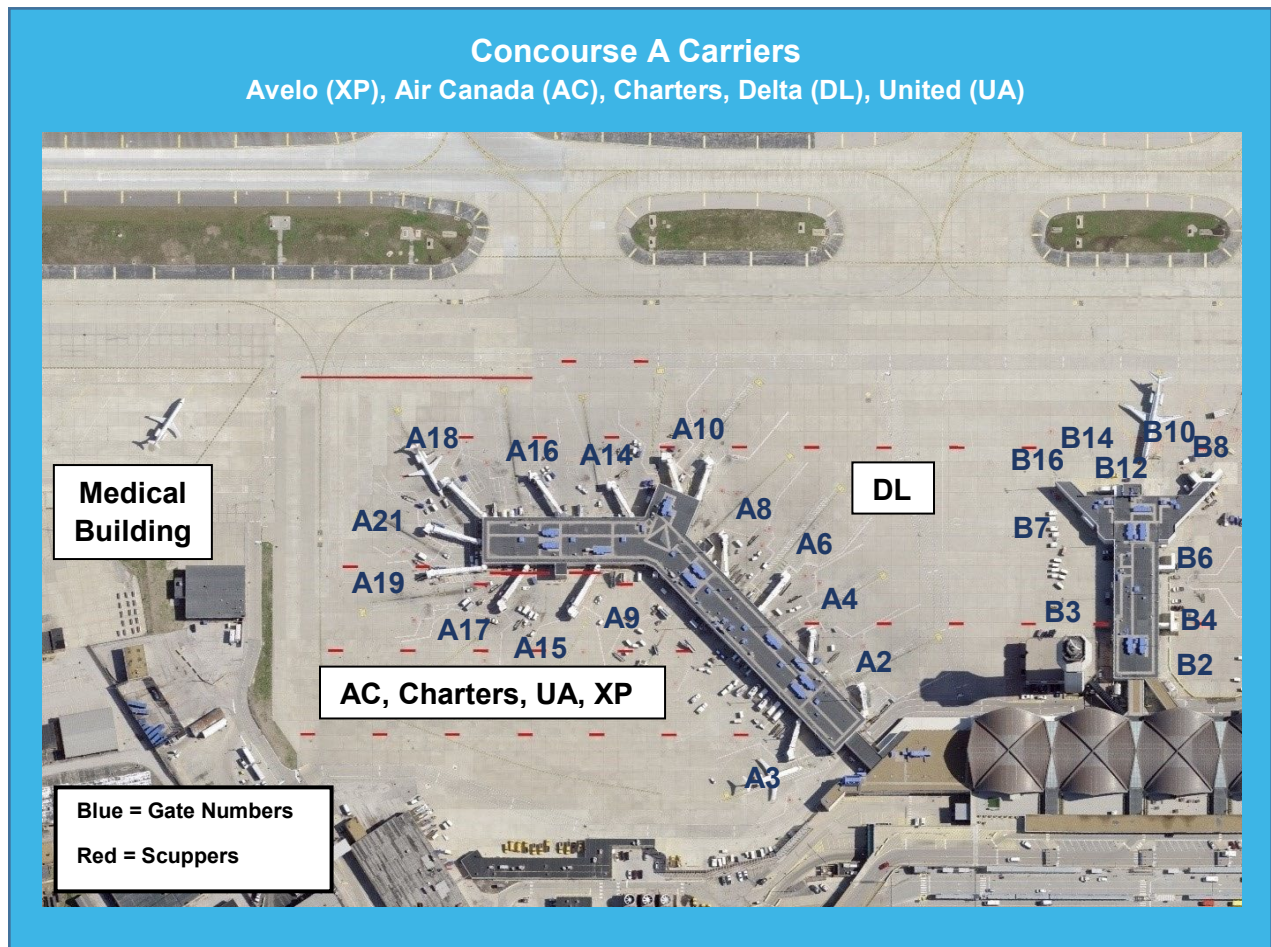 Concourse A Carriers
Avelo (XP), Air Canada (AC), Charters, Delta (DL), United (UA)
A18
A16
A14
A10
B16
B14
B12
B10
B8
Medical
Building
DL
A21
A8
A6
B7
B6
A19
A4
A17
A15
A9
B3
B4
A2
B2
AC, Charters, UA, XP
A3
Blue = Gate Numbers
Red = Scuppers